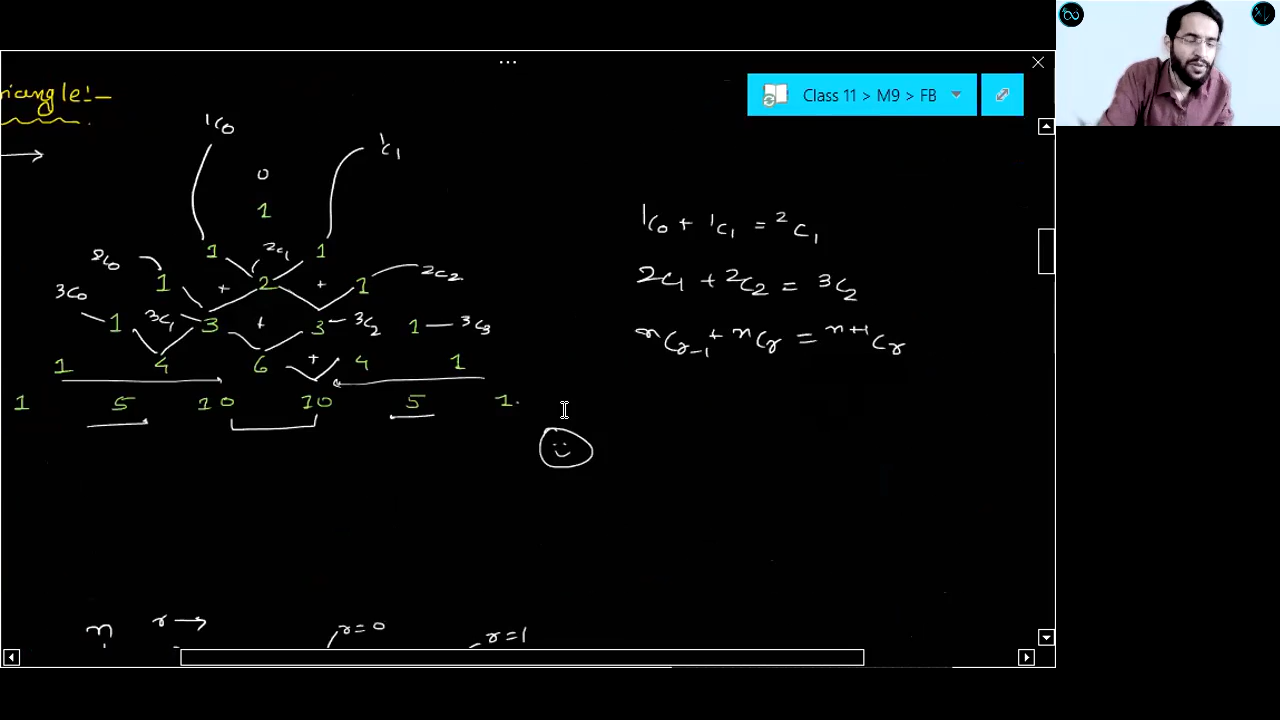 riangle:-
Class 11 > M9 > FB
¹C₀ ¹C₁
0
1
1 ²C₁ 1
²C₀ 1 + 2 + 1 ²C₂
³C₀ 1 ³C₁ 3 + 3 ³C₂ 1 ³C₃
1 4 6 + 4 1
1 5 10 10 5 1.
¹C₀ + ¹C₁ = ²C₁
²C₁ + ²C₂ = ³C₂
ⁿCᵣ₋₁ + ⁿCᵣ = ⁿ⁺¹Cᵣ
n r → r=0 r=1